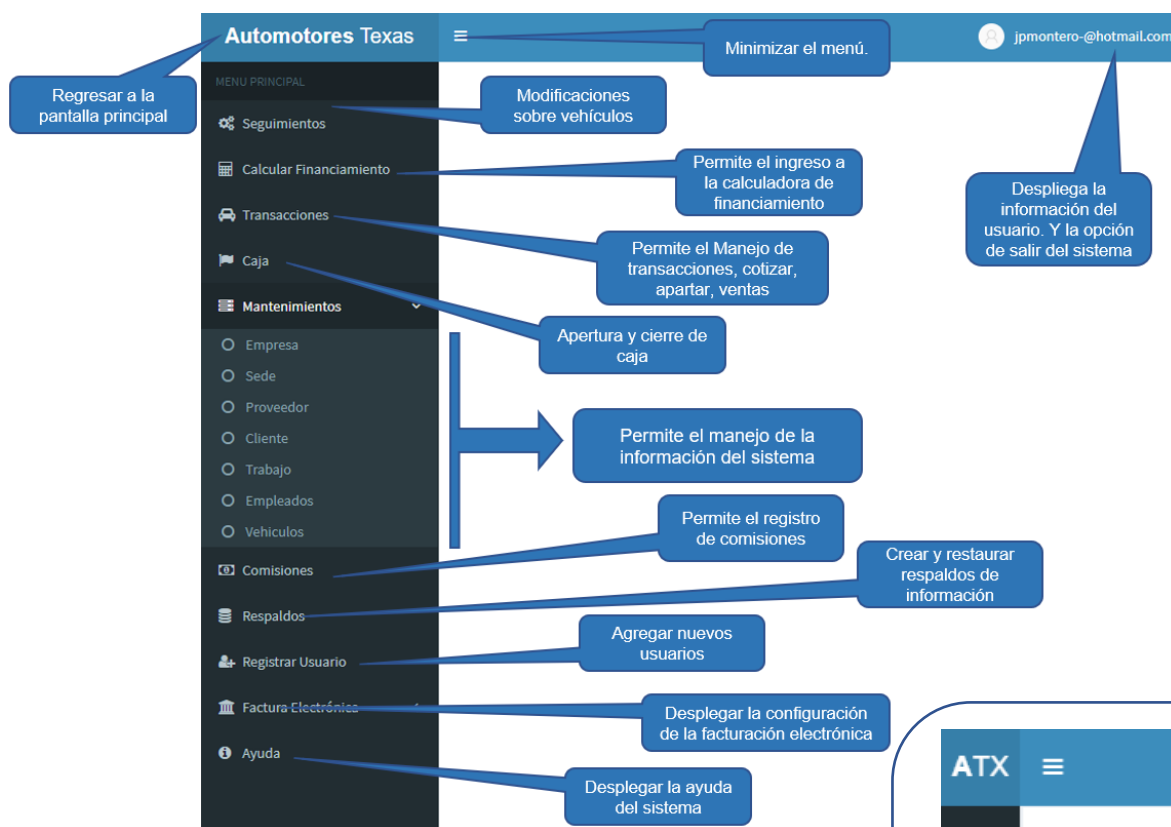 Automotores Texas
Minimizar el menú.
jpmontero-@hotmail.com
Regresar a la
pantalla principal
MENU PRINCIPAL
Modificaciones
sobre vehículos
Seguimientos
Calcular Financiamiento
Permite el ingreso a
la calculadora de
financiamiento
Despliega la
información del
usuario. Y la opción
de salir del sistema
Transacciones
Permite el Manejo de
transacciones, cotizar,
apartar, ventas
Caja
Mantenimientos
Apertura y cierre de
caja
Empresa
Sede
Proveedor
Cliente
Trabajo
Empleados
Vehiculos
Permite el manejo de la
información del sistema
Permite el registro
de comisiones
Comisiones
Crear y restaurar
respaldos de
información
Respaldos
Agregar nuevos
usuarios
Registrar Usuario
Factura Electrónica
Desplegar la configuración
de la facturación electrónica
Ayuda
Desplegar la ayuda
del sistema
ATX